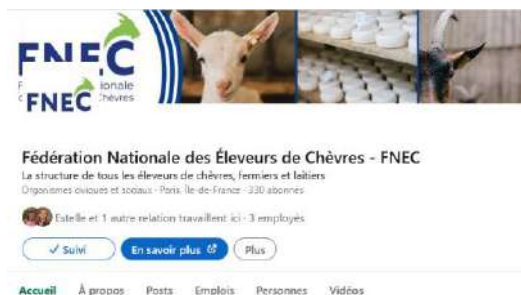 FNEC
ionale
FNEC
Chèvres
Fédération Nationale des Éleveurs de Chèvres - FNEC
La structure de tous les éleveurs de chèvres, fermiers et laitiers
Organismes civiques et sociaux · Paris, Île-de-France · 330 abonnés
Estelle et 1 autre relation travaillent ici · 3 employés
Suivi
En savoir plus
Plus
Accueil À propos Posts Emplois Personnes Vidéos